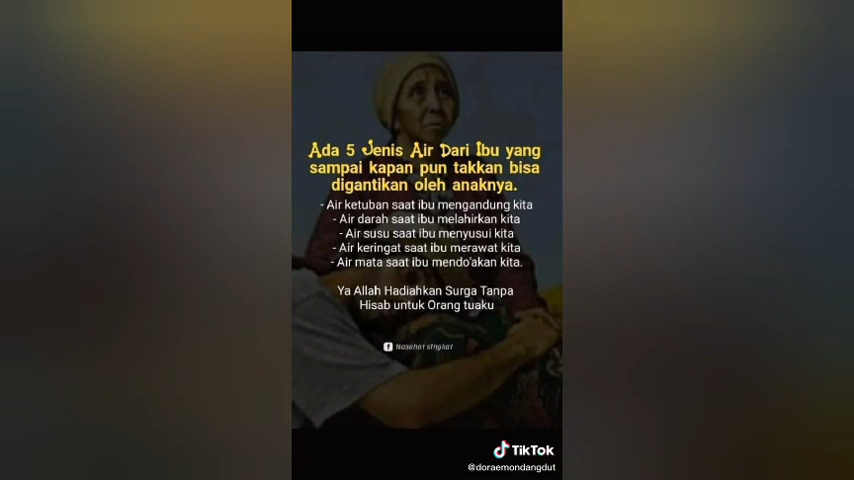 Ada 5 Jenis Air Dari Ibu yang
sampai kapan pun takkan bisa
digantikan oleh anaknya.
- Air ketuban saat ibu mengandung kita
- Air darah saat ibu melahirkan kita
- Air susu saat ibu menyusui kita
- Air keringat saat ibu merawat kita
- Air mata saat ibu mendo'akan kita.
Ya Allah Hadiahkan Surga Tanpa
Hisab untuk Orang tuaku
Nasehat singkat
TikTok
@doraemondangdut